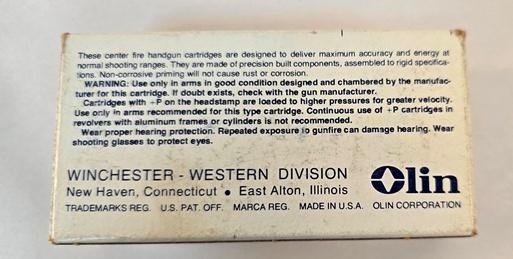 These center fire handgun cartridges are designed to deliver maximum accuracy and energy at
normal shooting ranges. They are made of precision built components, assembled to rigid specifica-
tions. Non-corrosive priming will not cause rust or corrosion.
WARNING: Use only in arms in good condition designed and chambered by the manufac-
turer for this cartridge. If doubt exists, check with the gun manufacturer.
Cartridges with +P on the headstamp are loaded to higher pressures for greater velocity.
Use only in arms recommended for this type cartridge. Continuous use of +P cartridges in
revolvers with aluminum frames or cylinders is not recommended.
Wear proper hearing protection. Repeated exposure to gunfire can damage hearing. Wear
shooting glasses to protect eyes.
WINCHESTER - WESTERN DIVISION
New Haven, Connecticut • East Alton, Illinois
Olin
TRADEMARKS REG. U.S. PAT. OFF. MARCA REG. MADE IN U.S.A. OLIN CORPORATION